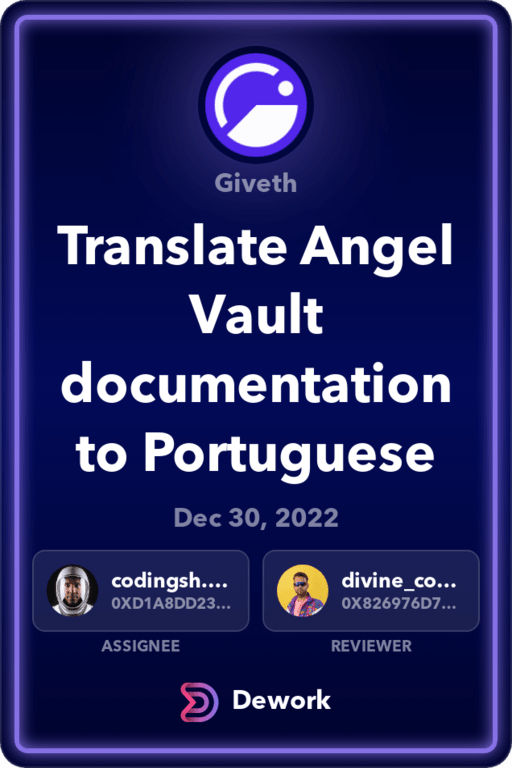 Giveth
Translate Angel
Vault
documentation
to Portuguese
Dec 30, 2022
codingsh....
0XD1A8DD23...
divine_co...
0X826976D7...
ASSIGNEE
REVIEWER
Dework